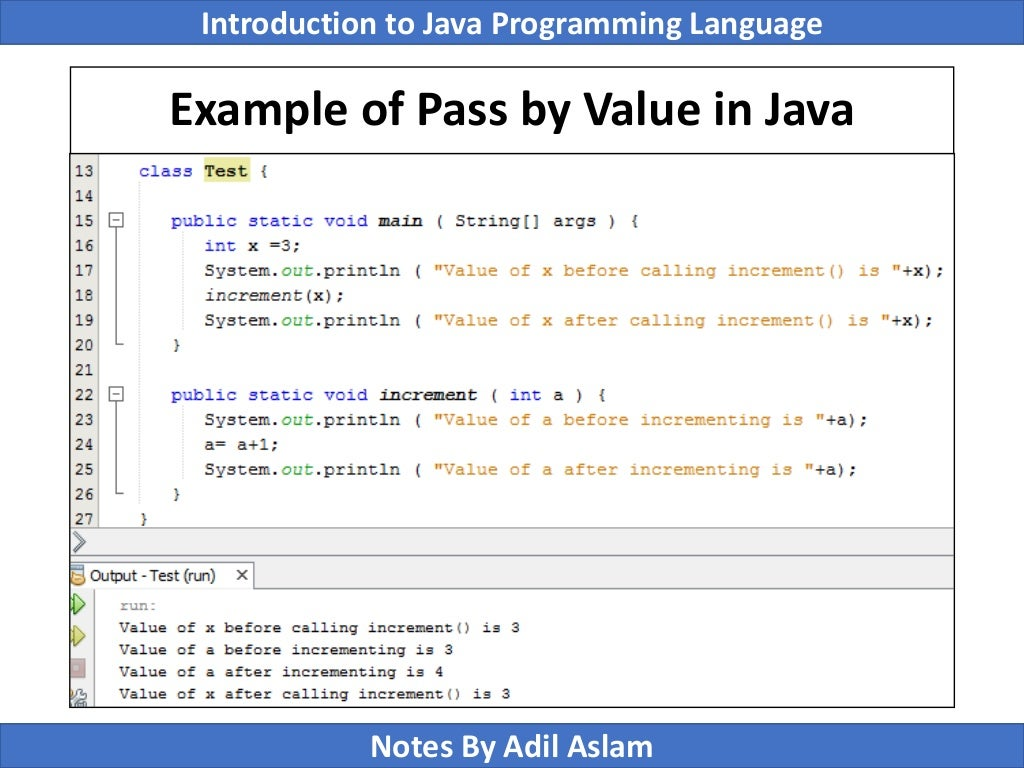 Introduction to Java Programming Language
Example of Pass by Value in Java
13 class Test {
14
15 public static void main ( String[] args ) {
16 int x =3;
17 System.out.println ( "Value of x before calling increment() is "+x);
18 increment(x);
19 System.out.println ( "Value of x after calling increment() is "+x);
20 }
21
22 public static void increment ( int a ) {
23 System.out.println ( "Value of a before incrementing is "+a);
24 a= a+1;
25 System.out.println ( "Value of a after incrementing is "+a);
26 }
27 }
Output - Test (run)
run:
Value of x before calling increment() is 3
Value of a before incrementing is 3
Value of a after incrementing is 4
Value of x after calling increment() is 3
Notes By Adil Aslam